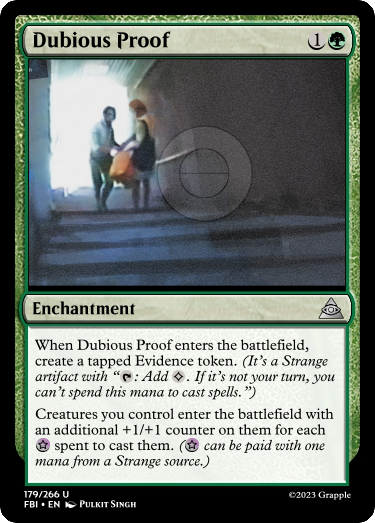 Dubious Proof 1
Enchantment
When Dubious Proof enters the battlefield,
create a tapped Evidence token. (It's a Strange
artifact with “: Add . If it's not your turn, you
can't spend this mana to cast spells.”)
Creatures you control enter the battlefield with
an additional +1/+1 counter on them for each
spent to cast them. ( can be paid with one
mana from a Strange source.)
179/266 U
FBI • EN Pulkit Singh
©2023 Grapple